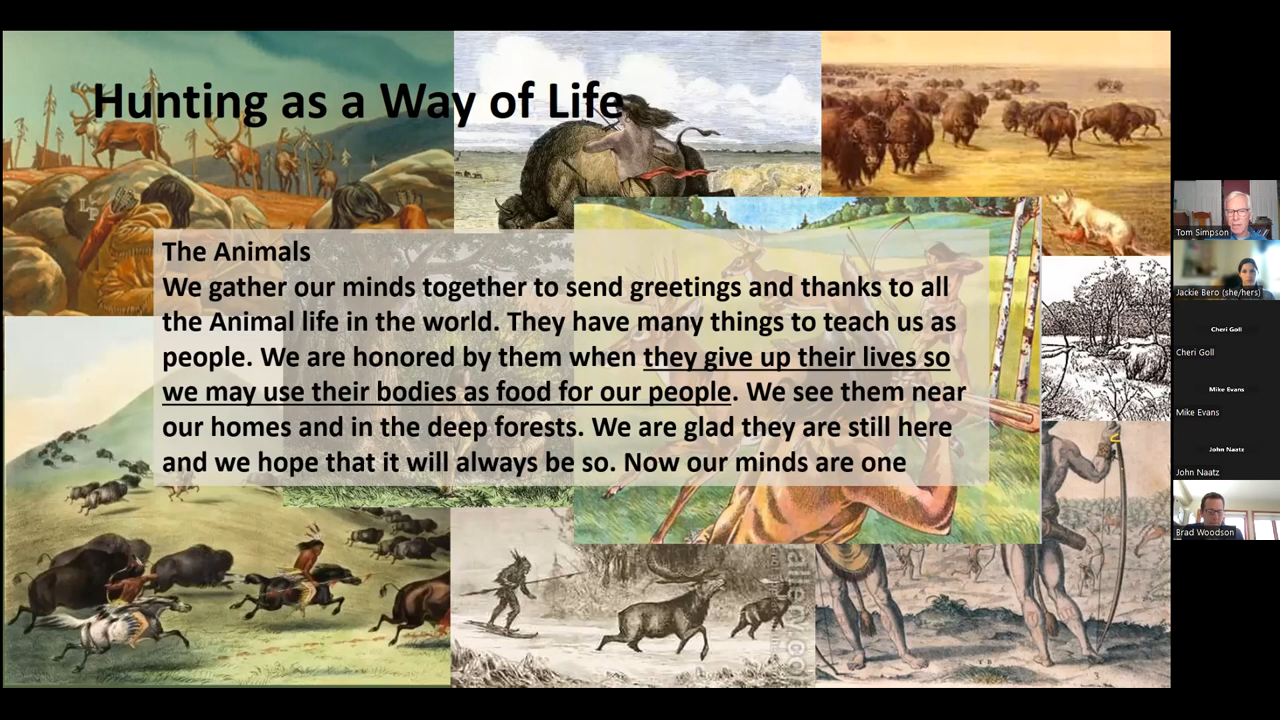 Hunting as a Way of Life
The Animals
We gather our minds together to send greetings and thanks to all
the Animal life in the world. They have many things to teach us as
people. We are honored by them when they give up their lives so
we may use their bodies as food for our people. We see them near
our homes and in the deep forests. We are glad they are still here
and we hope that it will always be so. Now our minds are one
Tom Simpson
Jackie Bero (she/hers)
Cheri Goll
Cheri Goll
Mike Evans
Mike Evans
John Naatz
John Naatz
Brad Woodson